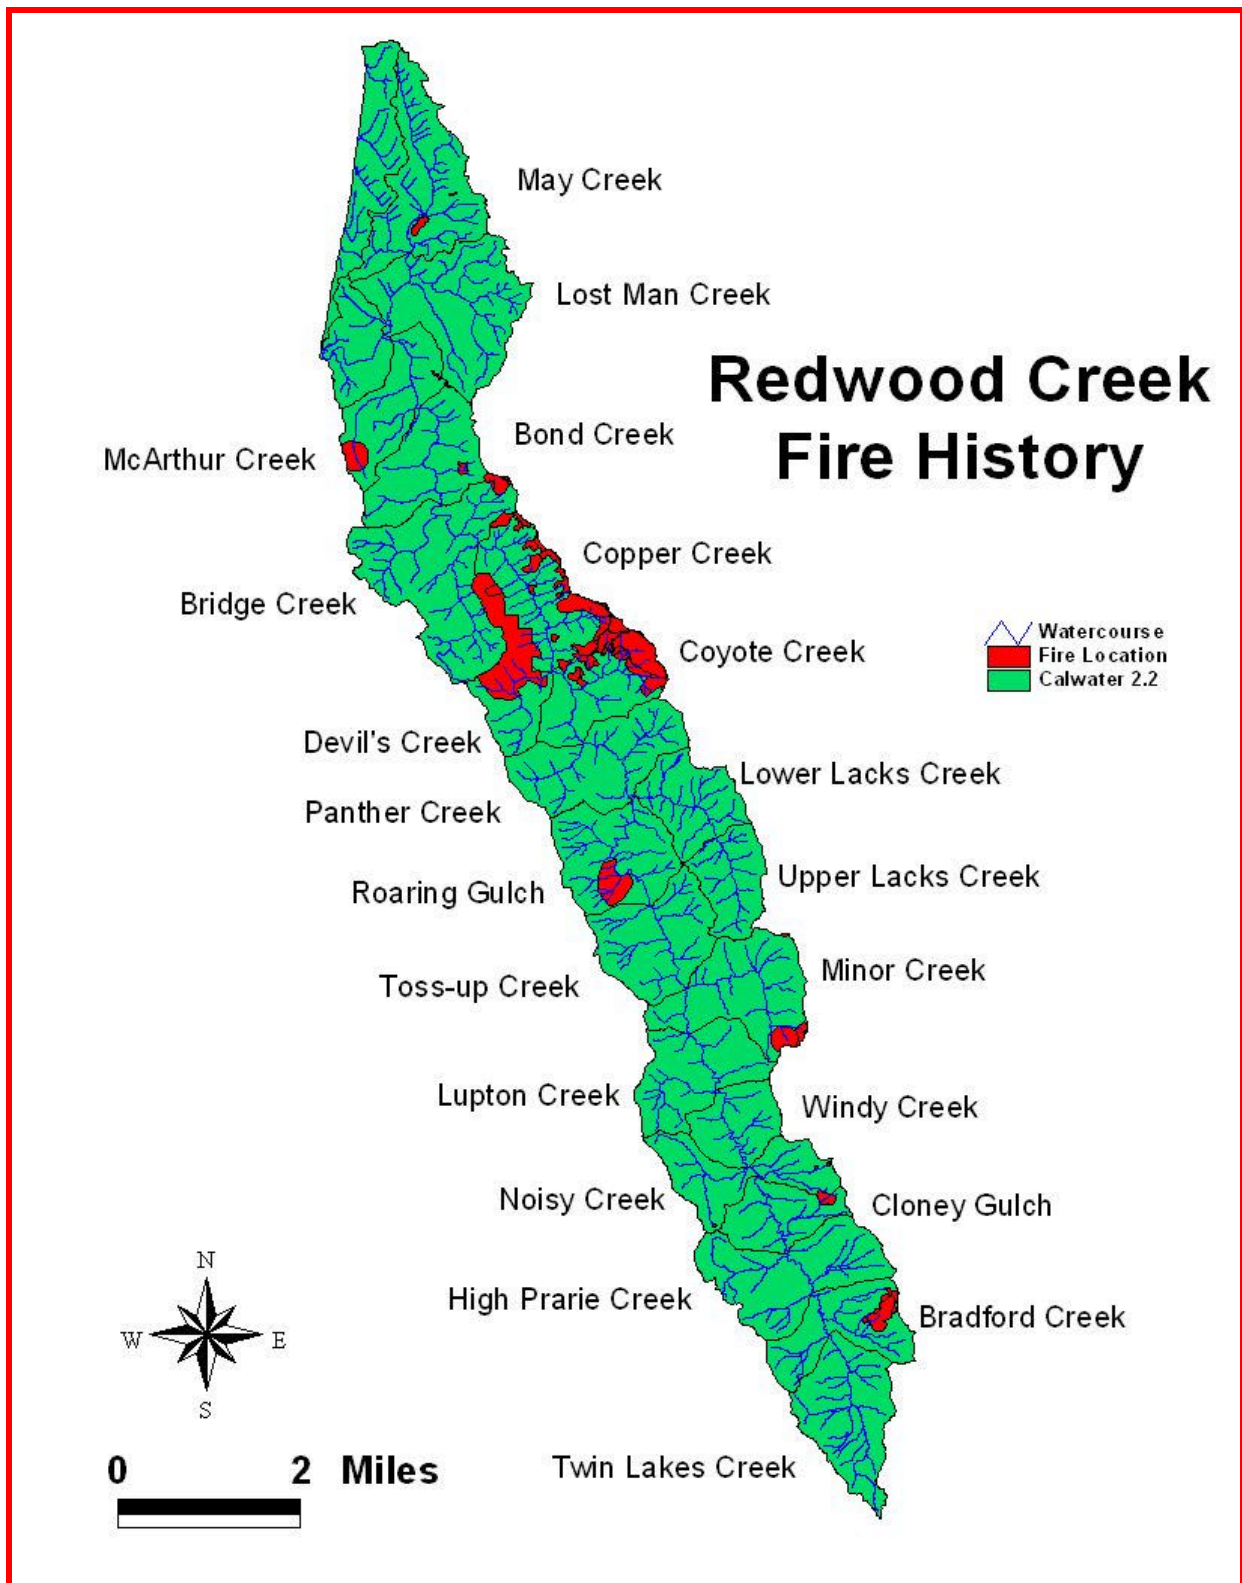 May Creek
Lost Man Creek
Redwood Creek
Fire History
Bond Creek
McArthur Creek
Copper Creek
Bridge Creek
Watercourse
Fire Location
Calwater 2.2
Coyote Creek
Devil's Creek
Lower Lacks Creek
Panther Creek
Upper Lacks Creek
Roaring Gulch
Minor Creek
Toss-up Creek
Lupton Creek
Windy Creek
Noisy Creek
Cloney Gulch
N
W E
S
High Prarie Creek
Bradford Creek
Twin Lakes Creek
0 2 Miles